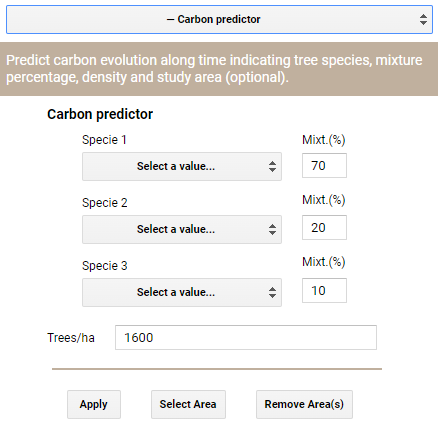 – Carbon predictor
Predict carbon evolution along time indicating tree species, mixture
percentage, density and study area (optional).
Carbon predictor
Specie 1
Mixt.(%)
Select a value...
70
Specie 2
Mixt.(%)
Select a value...
20
Specie 3
Mixt.(%)
Select a value...
10
Trees/ha
1600
Apply
Select Area
Remove Area(s)